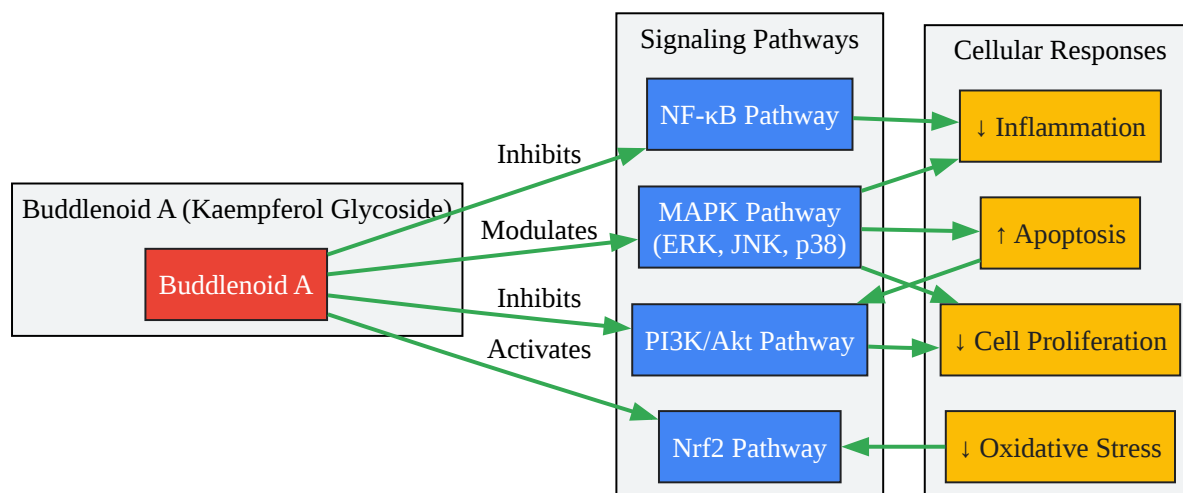 Signaling Pathways
Cellular Responses
NF-κB Pathway
↓ Inflammation
Inhibits
Buddlenoid A (Kaempferol Glycoside)
Modulates
MAPK Pathway
(ERK, JNK, p38)
↑ Apoptosis
Buddlenoid A
Inhibits
PI3K/Akt Pathway
↓ Cell Proliferation
Activates
Nrf2 Pathway
↓ Oxidative Stress